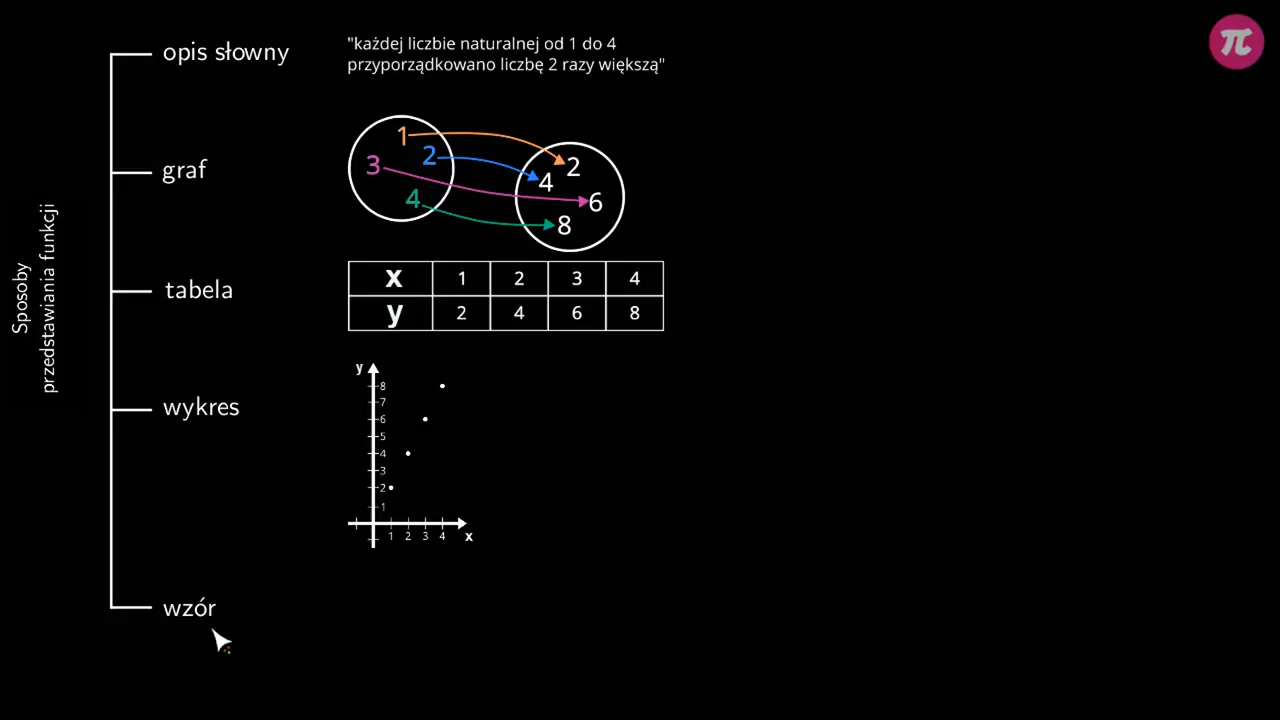 Sposoby
przedstawiania funkcji
opis słowny
"każdej liczbie naturalnej od 1 do 4
przyporządkowano liczbę 2 razy większą"
graf
1
2
3
4
2
4
6
8
tabela
x 1 2 3 4
y 2 4 6 8
wykres
y
8
7
6
5
4
3
2
1
1 2 3 4
x
wzór
π